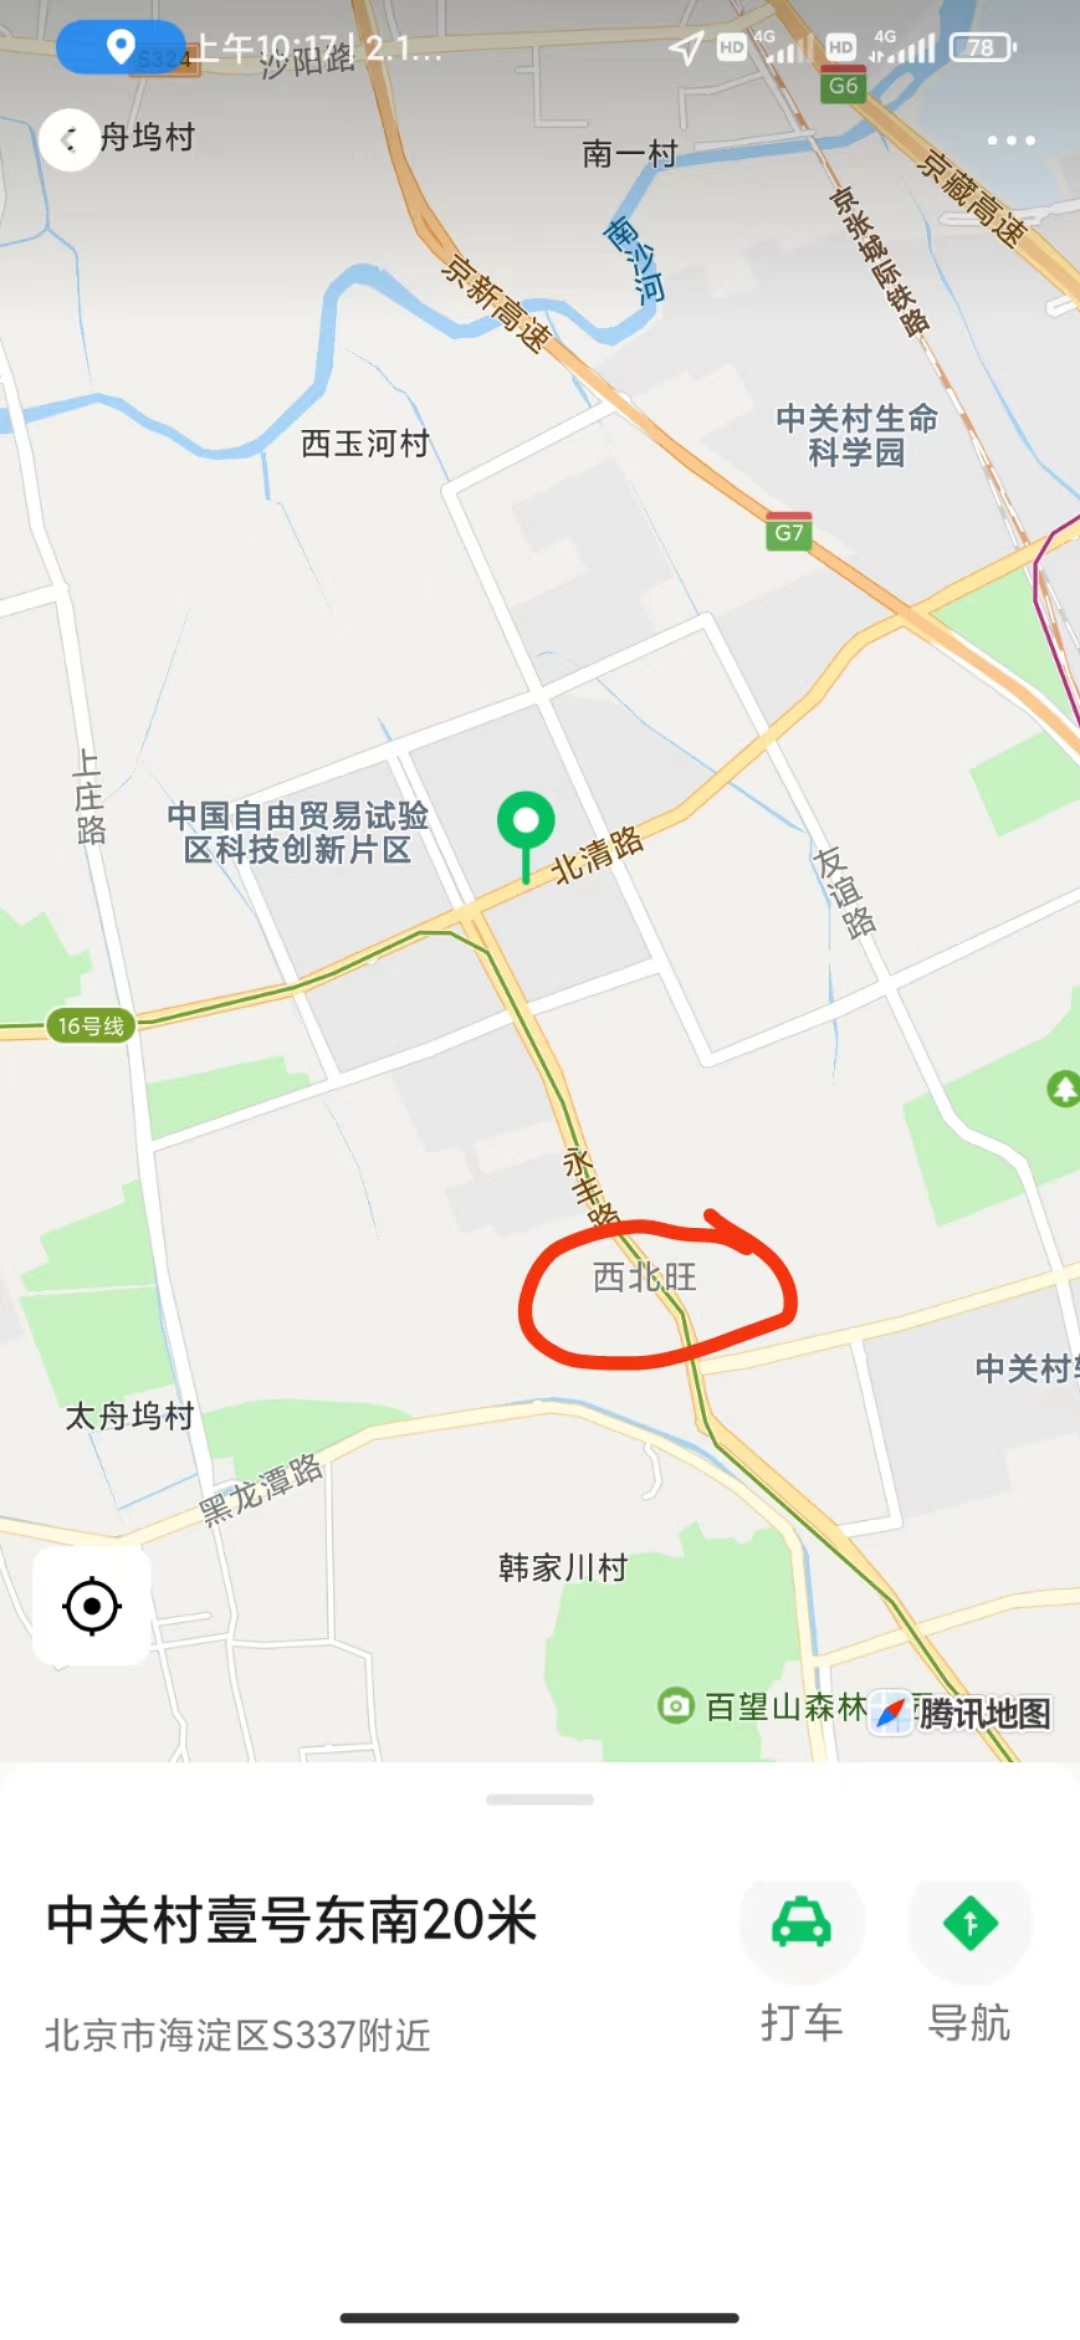 上午10:17 | 2.1...
HD 4G HD 4G 78
S324
沙阳路
G6
舟坞村
南一村
京藏高速
京张城际铁路
南沙河
京新高速
中关村生命
科学园
西玉河村
G7
上庄路
中国自由贸易试验
区科技创新片区
北清路
友谊路
16号线
永丰路
西北旺
中关村
太舟坞村
黑龙潭路
韩家川村
百望山森林
腾讯地图
中关村壹号东南20米
北京市海淀区S337附近
打车
导航